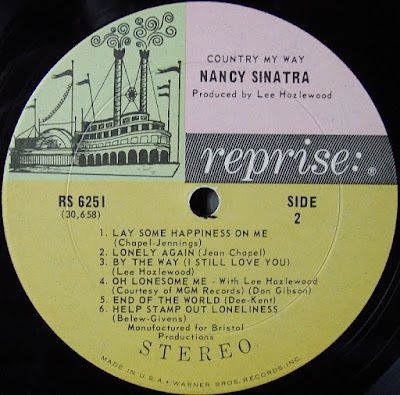 COUNTRY MY WAY
NANCY SINATRA
Produced by Lee Hazlewood
reprise: ®
RS 6251
(30,658)
SIDE
2
1. LAY SOME HAPPINESS ON ME
(Chapel-Jennings)
2. LONELY AGAIN (Jean Chapel)
3. BY THE WAY (I STILL LOVE YOU)
(Lee Hazlewood)
4. OH LONESOME ME - With Lee Hazlewood
(Courtesy of MGM Records) (Don Gibson)
5. END OF THE WORLD (Dee-Kent)
6. HELP STAMP OUT LONELINESS
(Belew-Givens)
Manufactured for Bristol
Productions
STEREO
MADE IN U.S.A. • WARNER BROS. RECORDS, INC.